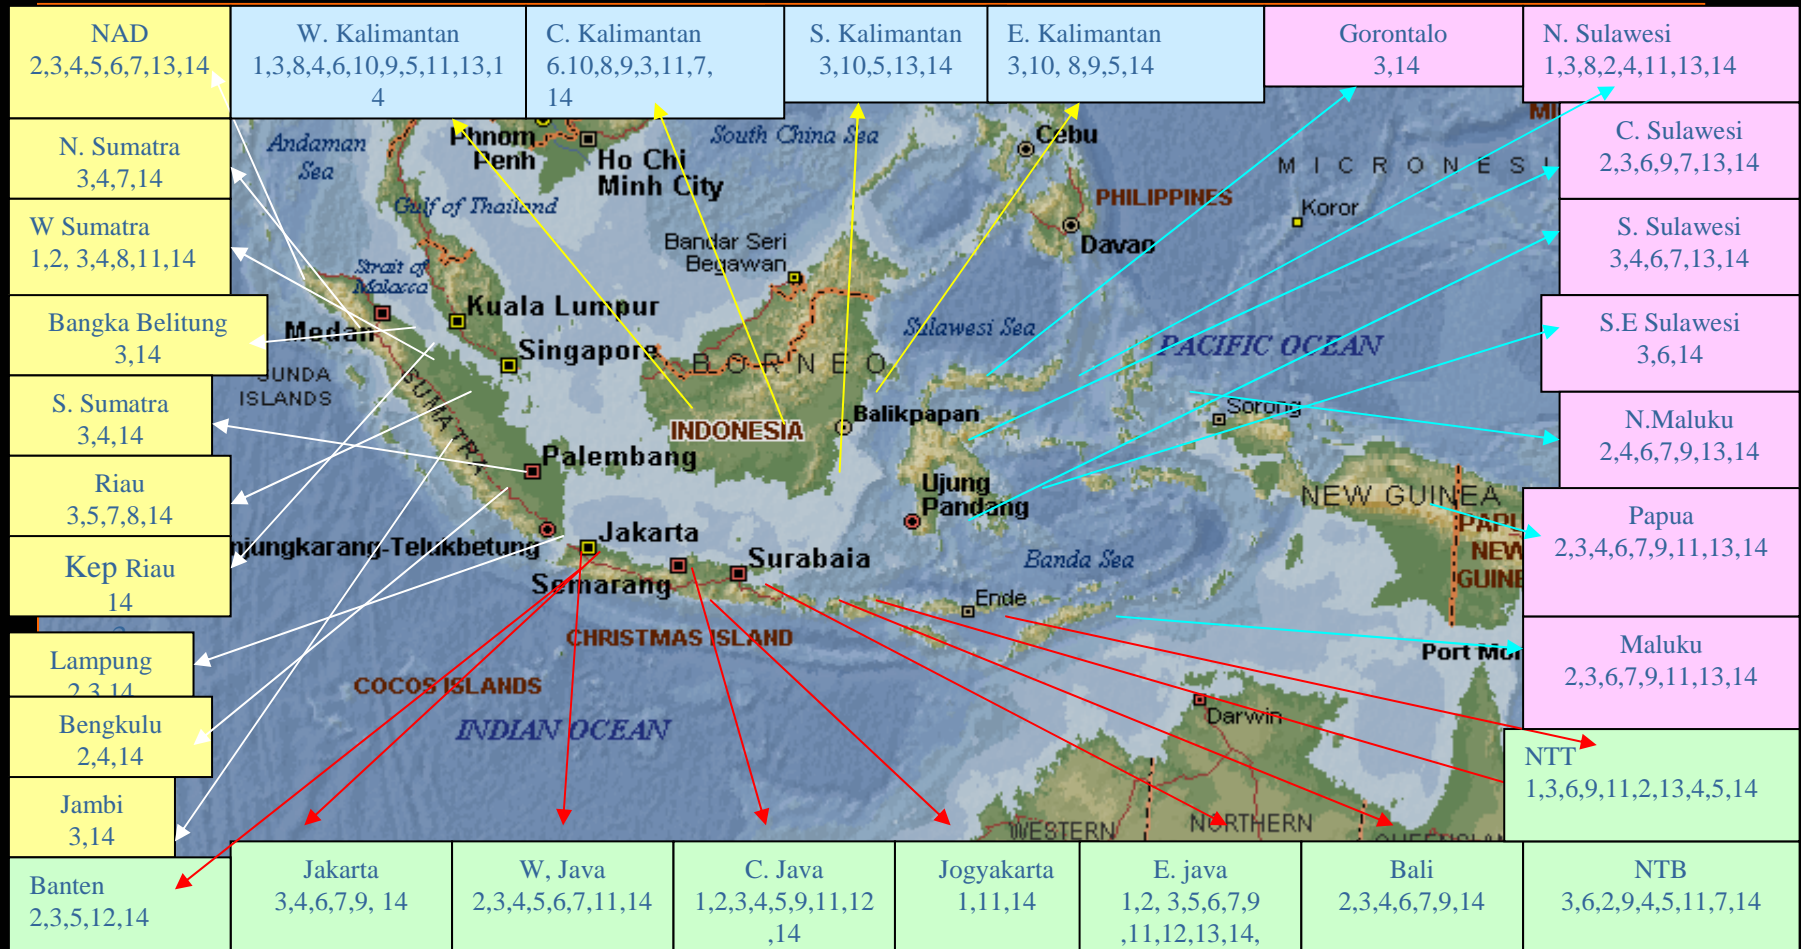 NAD
2,3,4,5,6,7,13,14
W. Kalimantan
1,3,8,4,6,10,9,5,11,13,1
4
C. Kalimantan
6.10,8,9,3,11,7,
14
S. Kalimantan
3,10,5,13,14
E. Kalimantan
3,10, 8,9,5,14
Gorontalo
3,14
N. Sulawesi
1,3,8,2,4,11,13,14
N. Sumatra
3,4,7,14
W Sumatra
1,2, 3,4,8,11,14
Bangka Belitung
3,14
S. Sumatra
3,4,14
Riau
3,5,7,8,14
Kep Riau
14
Lampung
2,3,14
Bengkulu
2,4,14
Jambi
3,14
Banten
2,3,5,12,14
Andaman
Sea
Phnom
Penh
Ho Chi
Minh City
South China Sea
Gulf of Thailand
Bandar Seri
Begawan
Cebu
PHILIPPINES
Davao
MICRONESI
MI
Koror
Strait of
Malacca
Kuala Lumpur
Medan
Singapore
SUNDA
ISLANDS
SUMATRA
BORNEO
Sulawesi Sea
PACIFIC OCEAN
INDONESIA
Balikpapan
Sorong
Palembang
Ujung
Pandang
NEW GUINEA
PAPU
NEW
GUINE
Jakarta
njungkarang-Telukbetung
Semarang
Surabaia
Banda Sea
Ende
CHRISTMAS ISLAND
COCOS ISLANDS
INDIAN OCEAN
Port Mor
Darwin
WESTERN
NORTHERN
QUEENSLAN
C. Sulawesi
2,3,6,9,7,13,14
S. Sulawesi
3,4,6,7,13,14
S.E Sulawesi
3,6,14
N.Maluku
2,4,6,7,9,13,14
Papua
2,3,4,6,7,9,11,13,14
Maluku
2,3,6,7,9,11,13,14
NTT
1,3,6,9,11,2,13,4,5,14
Jakarta
3,4,6,7,9, 14
W, Java
2,3,4,5,6,7,11,14
C. Java
1,2,3,4,5,9,11,12
,14
Jogyakarta
1,11,14
E. java
1,2, 3,5,6,7,9
,11,12,13,14,
Bali
2,3,4,6,7,9,14
NTB
3,6,2,9,4,5,11,7,14